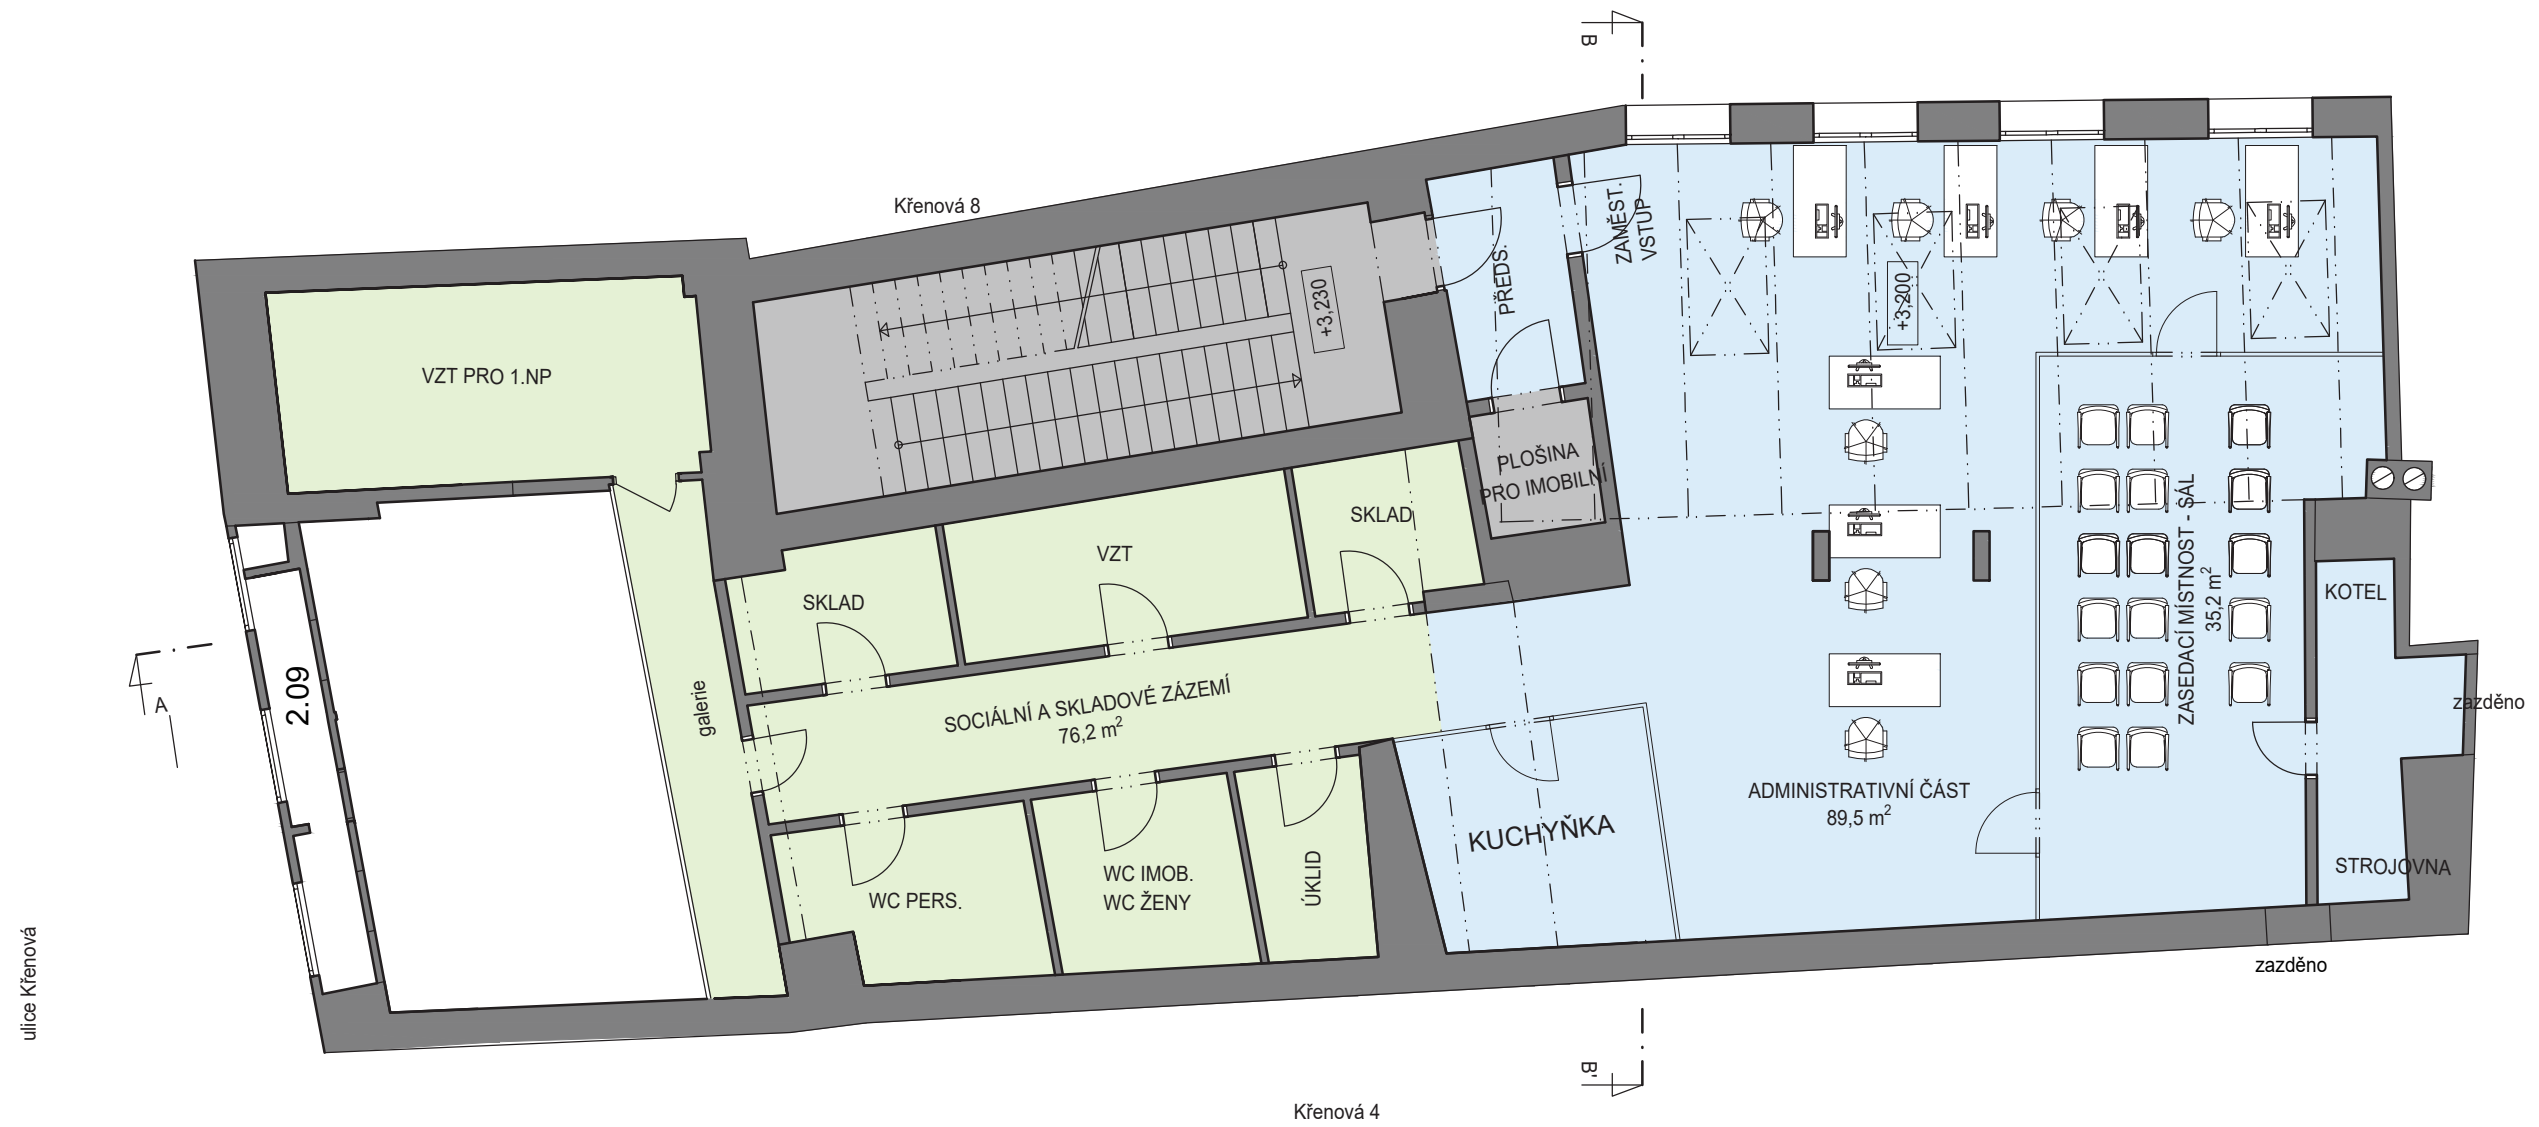 B
Křenová 8
ZAMĚST.
VSTUP
PŘEDS.
+3,230
+3,200
VZT PRO 1.NP
PLOŠINA
PRO IMOBILNÍ
SKLAD
VZT
SKLAD
ZASEDACÍ MÍSTNOST - SÁL
35,2 m²
KOTEL
2.09
A
galerie
SOCIÁLNÍ A SKLADOVÉ ZÁZEMÍ
76,2 m²
zazděno
ADMINISTRATIVNÍ ČÁST
89,5 m²
KUCHYŇKA
STROJOVNA
WC PERS.
WC IMOB.
WC ŽENY
ÚKLID
ulice Křenová
zazděno
B'
Křenová 4